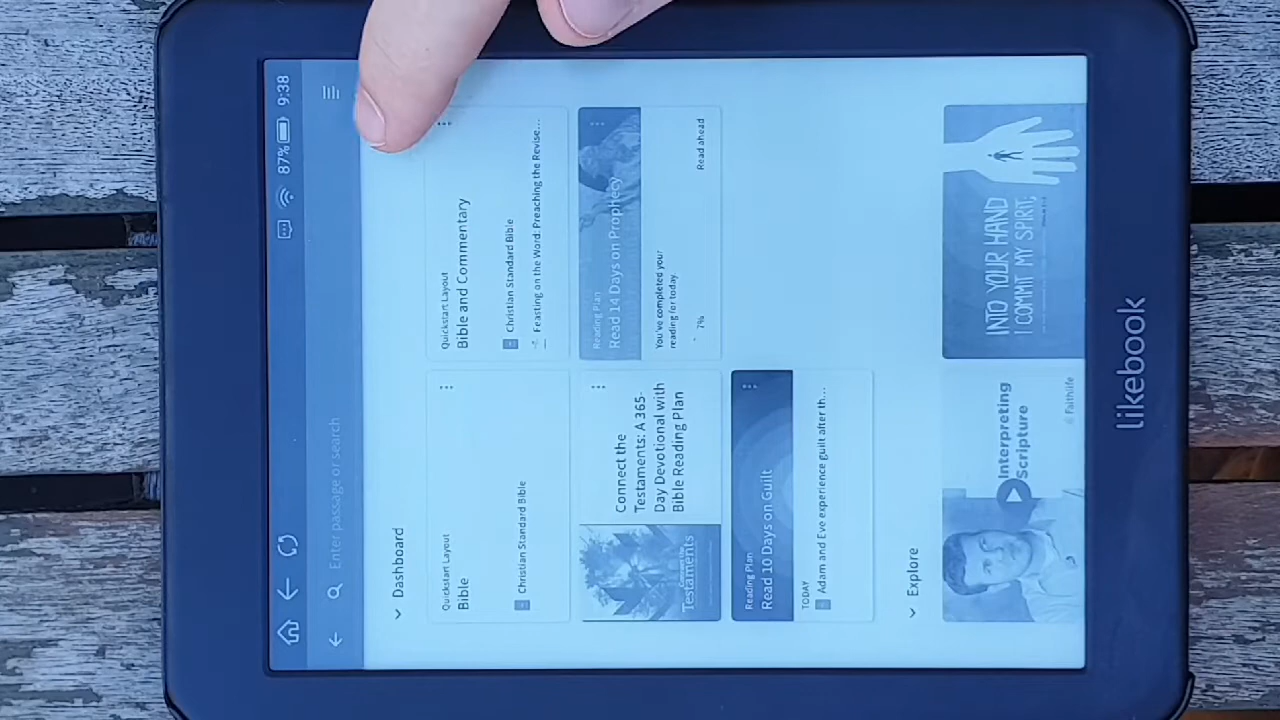 87% 9:38
Enter passage or search
Dashboard
Quickstart Layout
Bible
Christian Standard Bible
Quickstart Layout
Bible and Commentary
Christian Standard Bible
Feasting on the Word: Preaching the Revise...
Connect the
Testaments
Connect the
Testaments: A 365-
Day Devotional with
Bible Reading Plan
Reading Plan
Read 14 Days on Prophecy
You've completed your
reading for today.
7%
Read ahead
Reading Plan
Read 10 Days on Guilt
TODAY
Adam and Eve experience guilt after th...
Explore
Interpreting
Scripture
Faithlife
INTO YOUR HAND
I COMMIT MY SPIRIT;
likebook